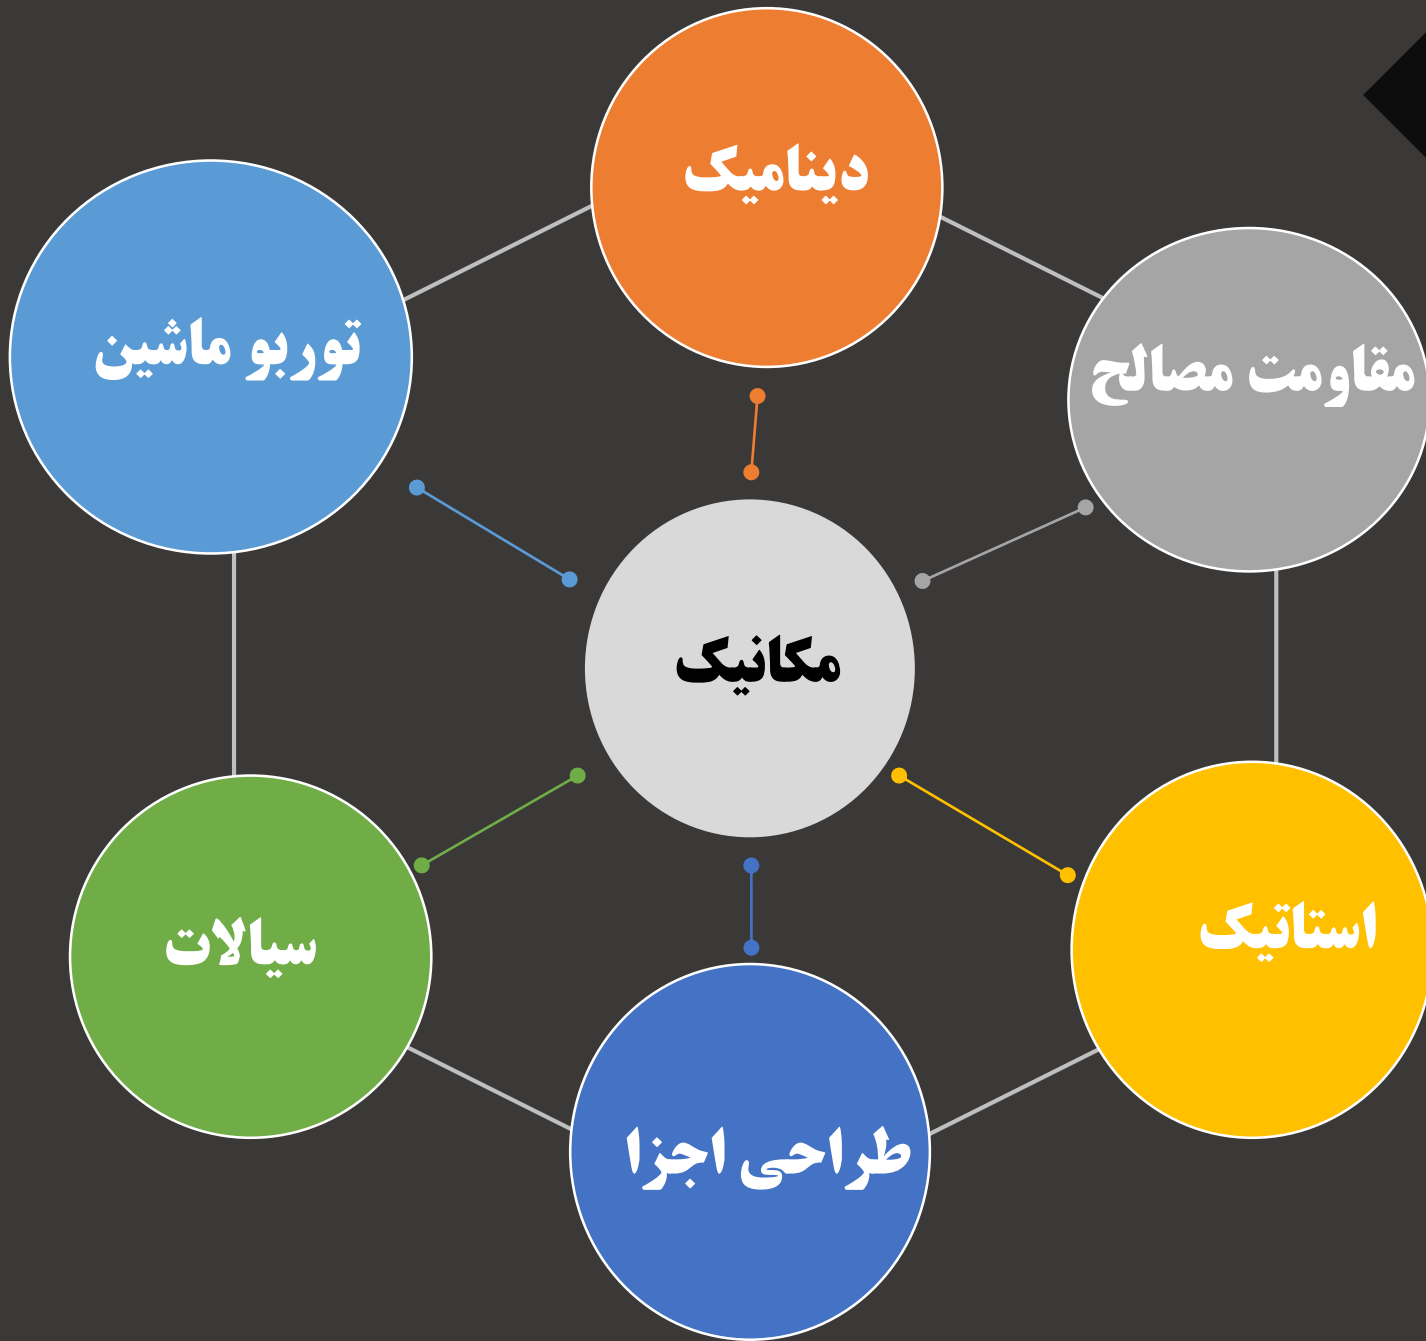 دینامیک
توربو ماشین
مقاومت مصالح
مکانیک
سیالات
استاتیک
طراحی اجزا